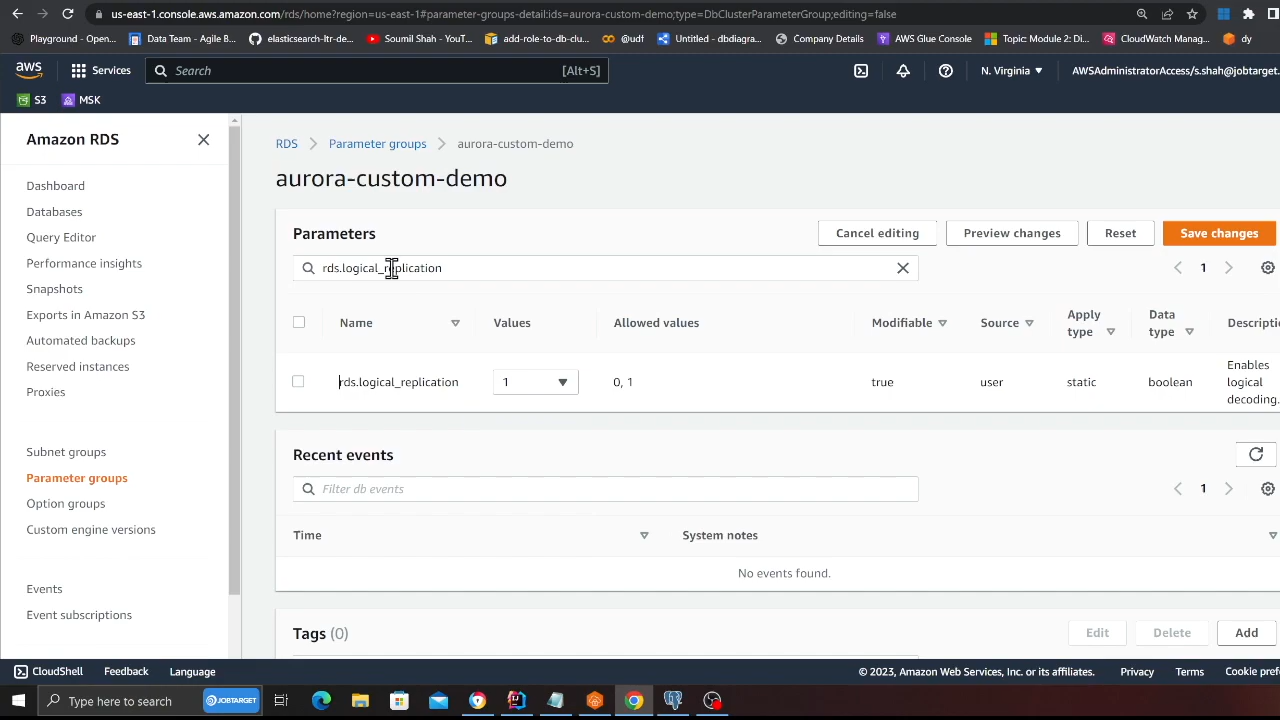 us-east-1.console.aws.amazon.com/rds/home?region=us-east-1#parameter-groups-detail:ids=aurora-custom-demo;type=DbClusterParameterGroup;editing=false
Playground - Open...
Data Team - Agile B...
elasticsearch-ltr-de...
Soumil Shah - YouT...
add-role-to-db-clu...
@udf
Untitled - dbdiagra...
Company Details
AWS Glue Console
Topic Module 2: Di...
CloudWatch Manag...
dy
aws
Services
Search
[Alt+S]
N. Virginia
AWSAdministratorAccess/s.shah@jobtarget.
S3
MSK
Amazon RDS
Dashboard
Databases
Query Editor
Performance insights
Snapshots
Exports in Amazon S3
Automated backups
Reserved instances
Proxies
Subnet groups
Parameter groups
Option groups
Custom engine versions
Events
Event subscriptions
RDS
Parameter groups
aurora-custom-demo
aurora-custom-demo
Parameters
Cancel editing
Preview changes
Reset
Save changes
rds.logical_replication
1
Name
Values
Allowed values
Modifiable
Source
Apply type
Data type
Descripti
rds.logical_replication
1
0, 1
true
user
static
boolean
Enables
logical
decoding.
Recent events
Filter db events
1
Time
System notes
No events found.
Tags (0)
Edit
Delete
Add
CloudShell
Feedback
Language
© 2023, Amazon Web Services, Inc. or its affiliates.
Privacy
Terms
Cookie pref
Type here to search
JOBTARGET